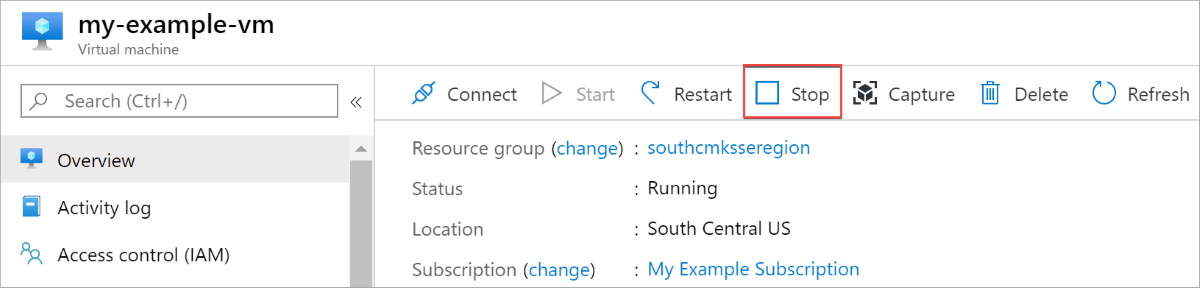 my-example-vm
Virtual machine
Search (Ctrl+/)
«
Connect Start Restart Stop Capture Delete Refresh
Overview
Activity log
Access control (IAM)
Resource group (change) : southcmksseregion
Status : Running
Location : South Central US
Subscription (change) : My Example Subscription